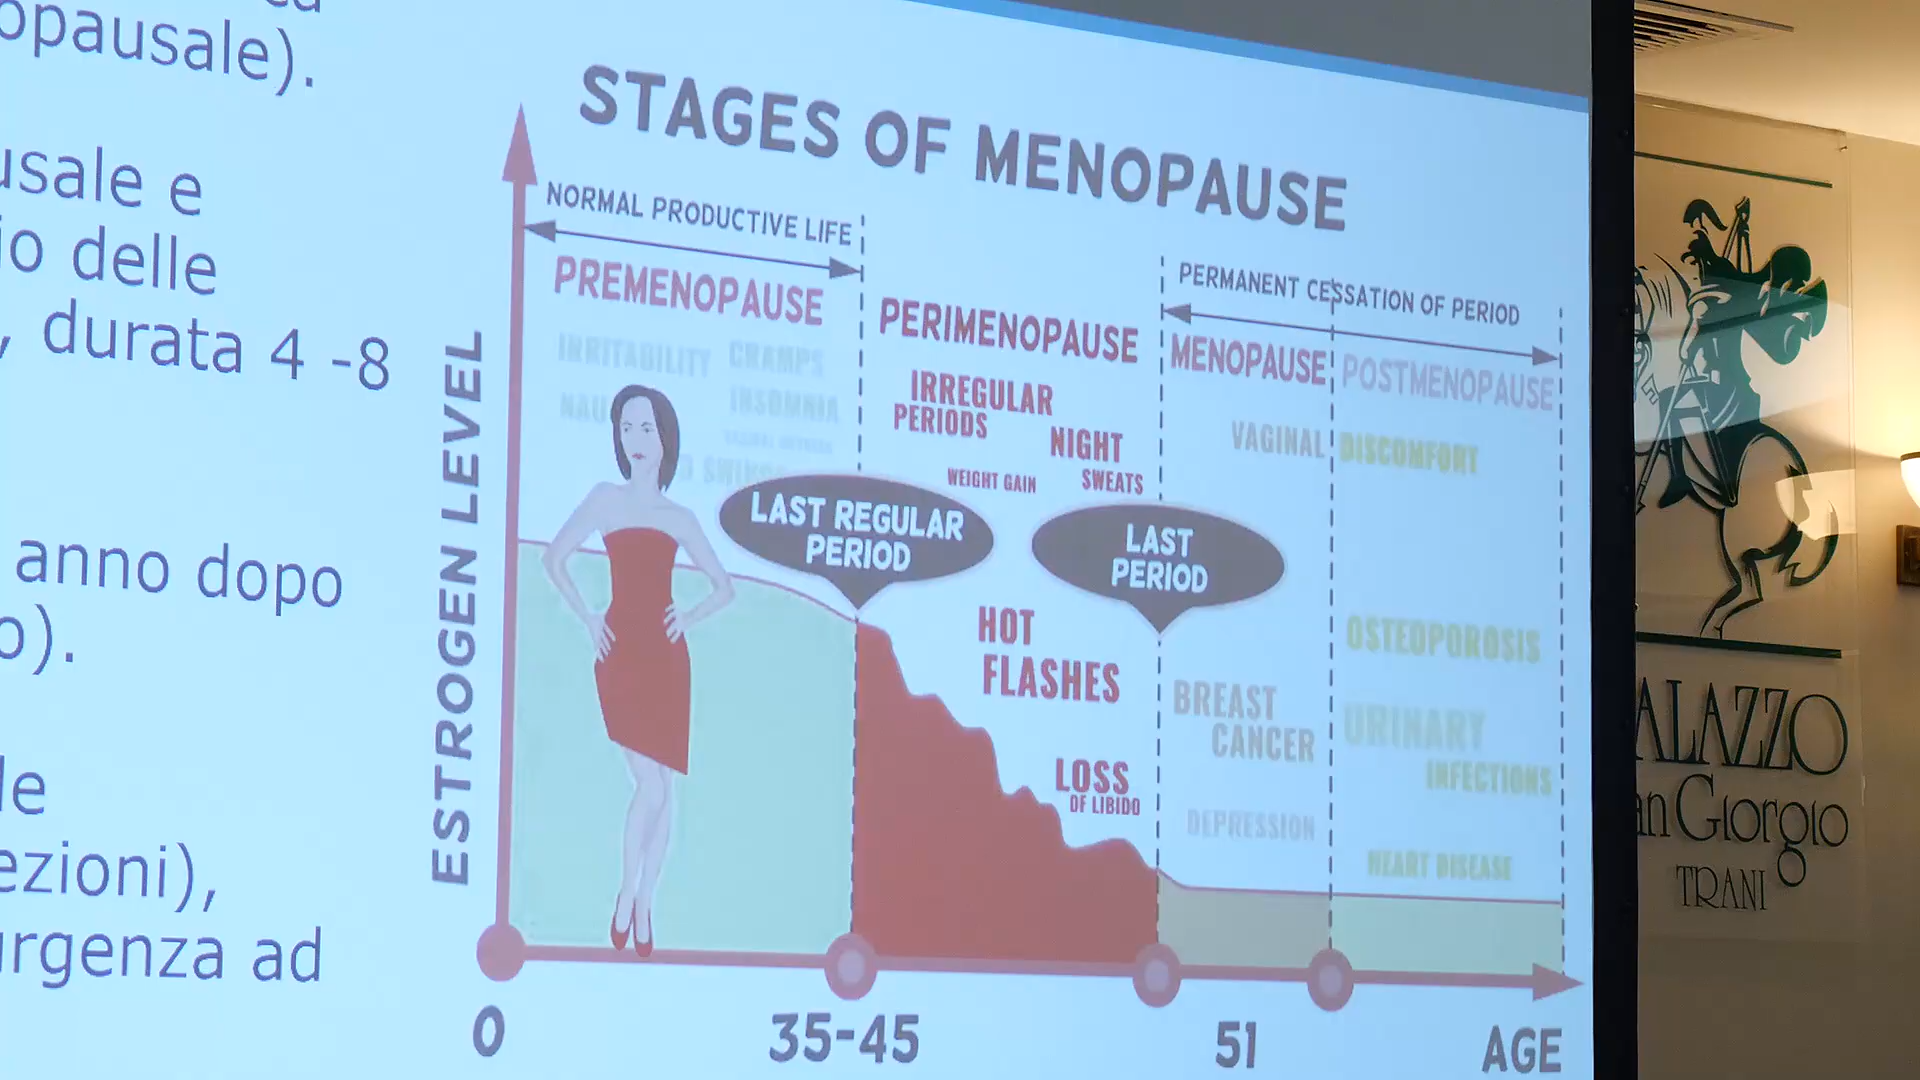 opausale).
usale e
io delle
, durata 4 -8
anno dopo
o).
le
ezioni),
urgenza ad
STAGES OF MENOPAUSE
NORMAL PRODUCTIVE LIFE
PERMANENT CESSATION OF PERIOD
PREMENOPAUSE
PERIMENOPAUSE
MENOPAUSE
POSTMENOPAUSE
IRRITABILITY
CRAMPS
NAU
INSOMNIA
IRREGULAR
PERIODS
NIGHT
SWEATS
WEIGHT GAIN
VAGINAL DISCOMFORT
LAST REGULAR
PERIOD
LAST
PERIOD
HOT
FLASHES
LOSS
OF LIBIDO
BREAST
CANCER
DEPRESSION
OSTEOPOROSIS
URINARY
INFECTIONS
HEART DISEASE
ESTROGEN LEVEL
0
35-45
51
AGE
ALAZZO
an Giorgio
TRANI